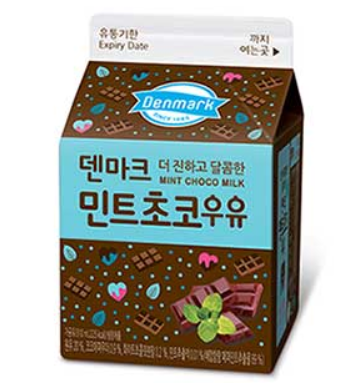 유통기한
Expiry Date
까지
여는곳▶
Denmark
SINCE 1985
덴마크 더 진하고 달콤한
MINT CHOCO MILK
민트초코우유